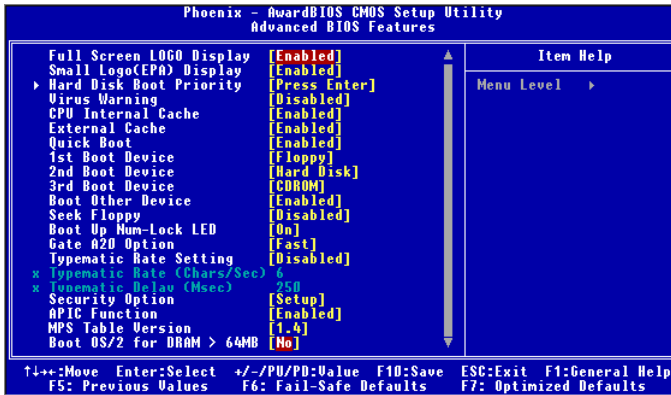 Phoenix - AwardBIOS CMOS Setup Utility
Advanced BIOS Features
Full Screen LOGO Display [Enabled]
Small Logo(EPA) Display [Enabled]
Hard Disk Boot Priority [Press Enter]
Virus Warning [Disabled]
CPU Internal Cache [Enabled]
External Cache [Enabled]
Quick Boot [Enabled]
1st Boot Device [Floppy]
2nd Boot Device [Hard Disk]
3rd Boot Device [CDROM]
Boot Other Device [Enabled]
Seek Floppy [Disabled]
Boot Up Num-Lock LED [On]
Gate A20 Option [Fast]
Typematic Rate Setting [Disabled]
x Typematic Rate (Chars/Sec) 6
x Typematic Delay (Msec) 250
Security Option [Setup]
APIC Function [Enabled]
MPS Table Version [1.4]
Boot OS/2 for DRAM > 64MB [No]
Item Help
Menu Level
↑↓→←:Move Enter:Select +/-/PU/PD:Value F10:Save ESC:Exit F1:General Help
F5: Previous Values F6: Fail-Safe Defaults F7: Optimized Defaults